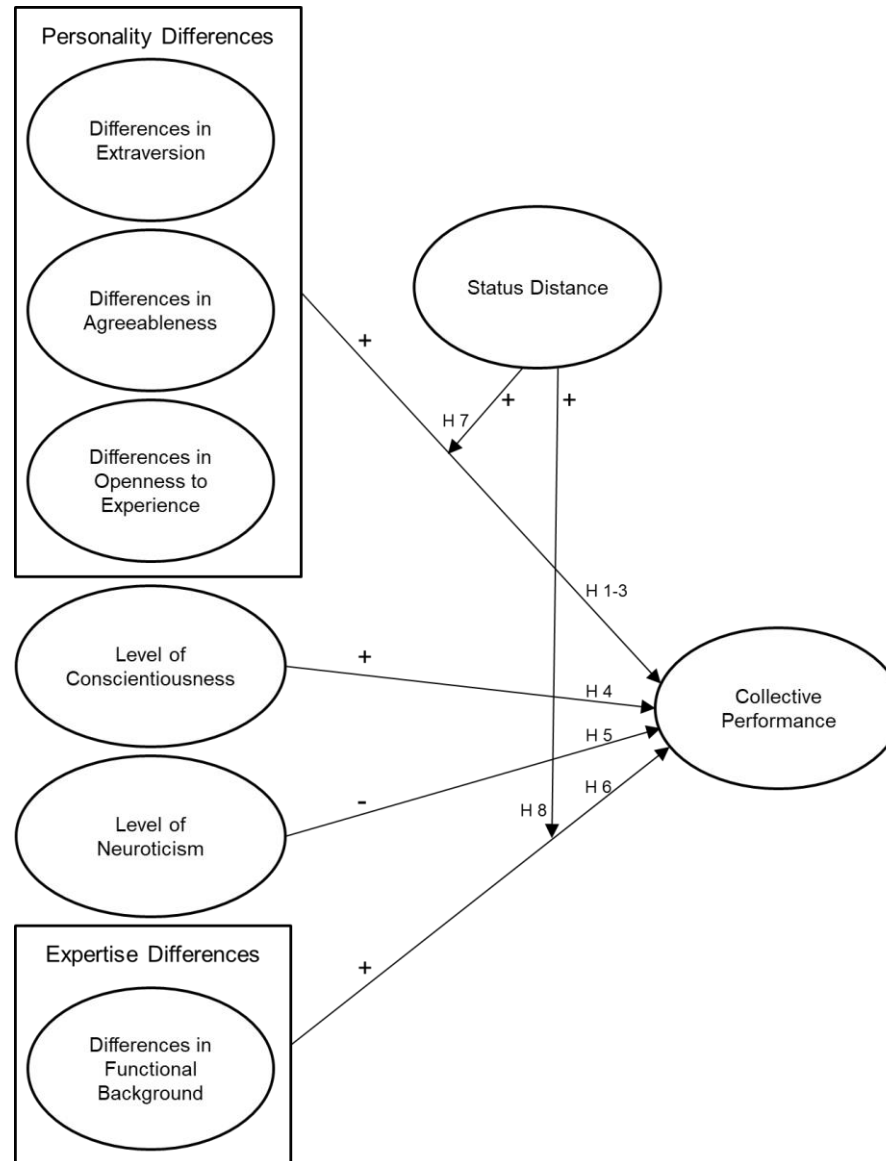 Personality Differences
Differences in
Extraversion
Differences in
Agreeableness
Differences in
Openness to
Experience
Status Distance
+
+
+
H 7
H 1-3
Level of
Conscientiousness
+
H 4
Collective
Performance
H 5
Level of
Neuroticism
-
H 6
H 8
Expertise Differences
+
Differences in
Functional
Background